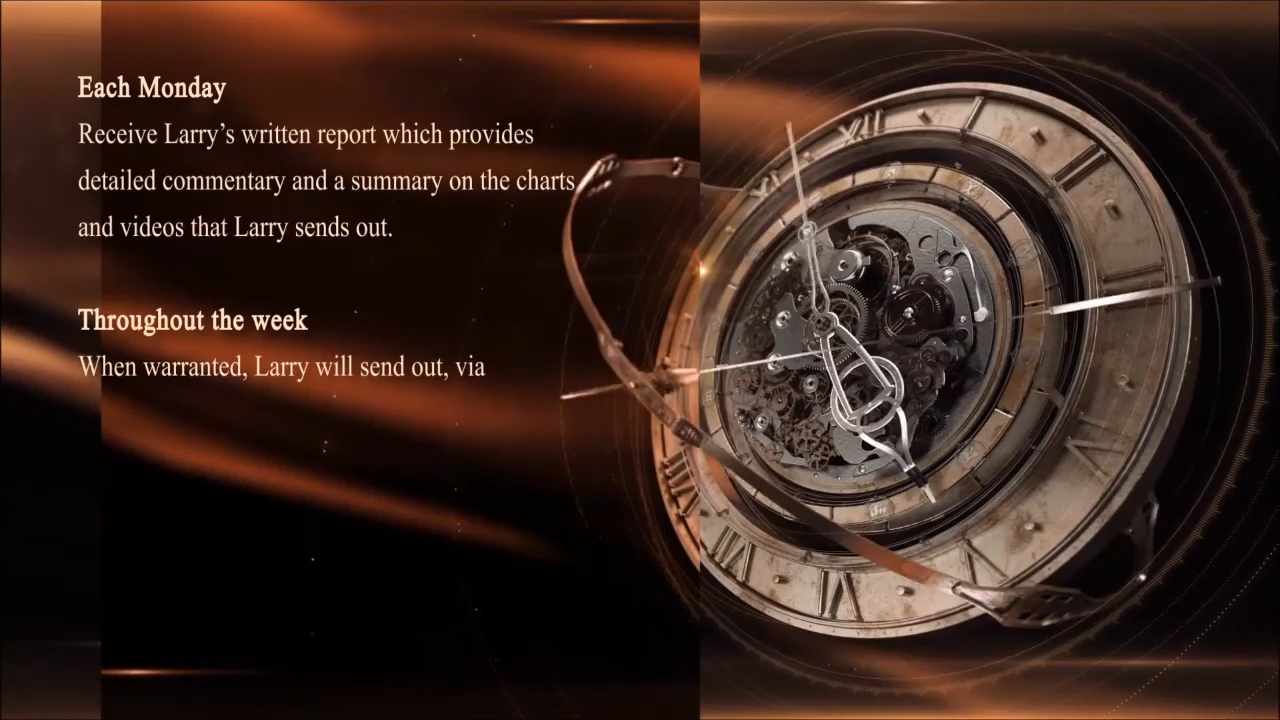 Each Monday
Receive Larry’s written report which provides
detailed commentary and a summary on the charts
and videos that Larry sends out.
Throughout the week
When warranted, Larry will send out, via